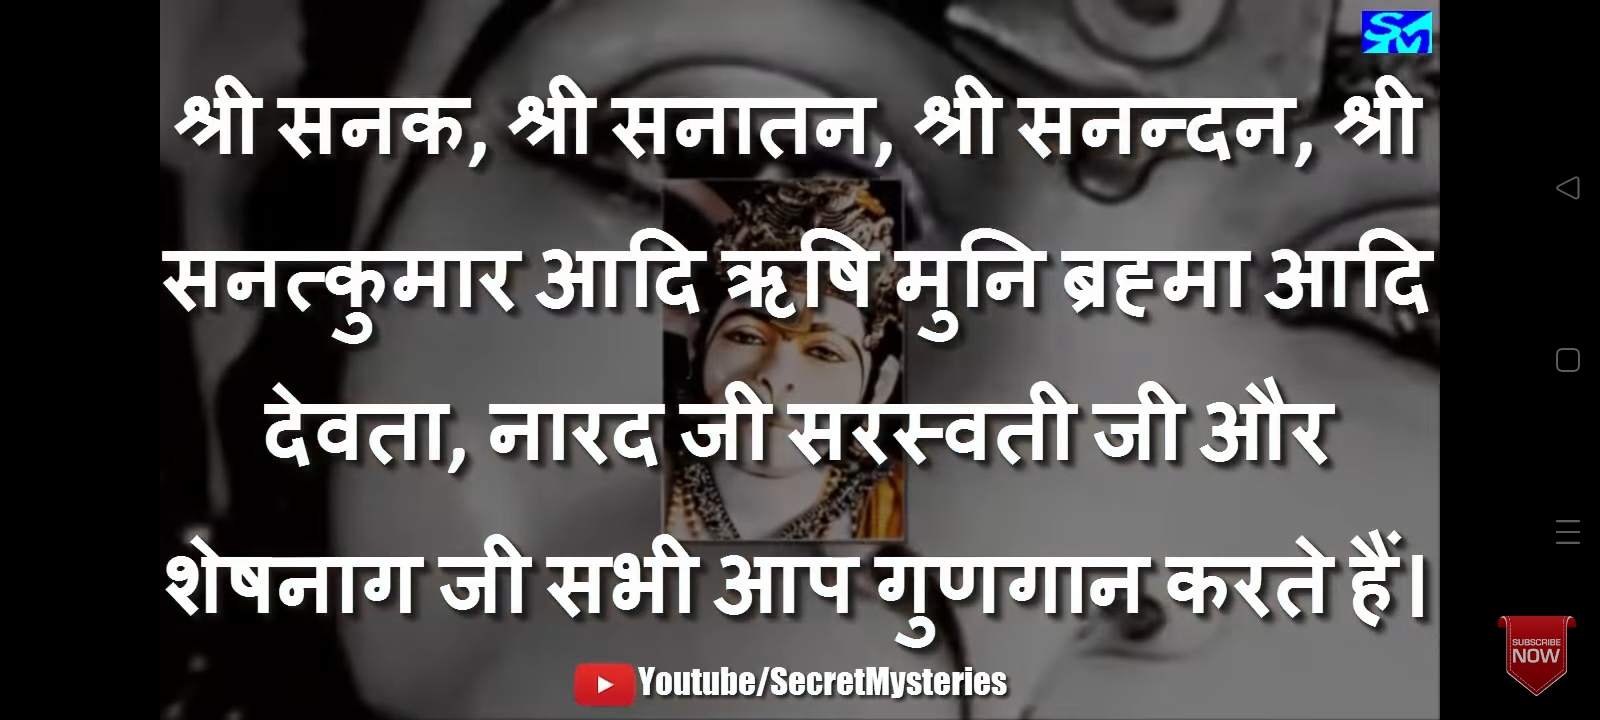 SM
श्री सनक, श्री सनातन, श्री सनन्दन, श्री
सनत्कुमार आदि ऋषि मुनि ब्रह्मा आदि
देवता, नारद जी सरस्वती जी और
शेषनाग जी सभी आप गुणगान करते हैं।
Youtube/SecretMysteries
SUBSCRIBE
NOW